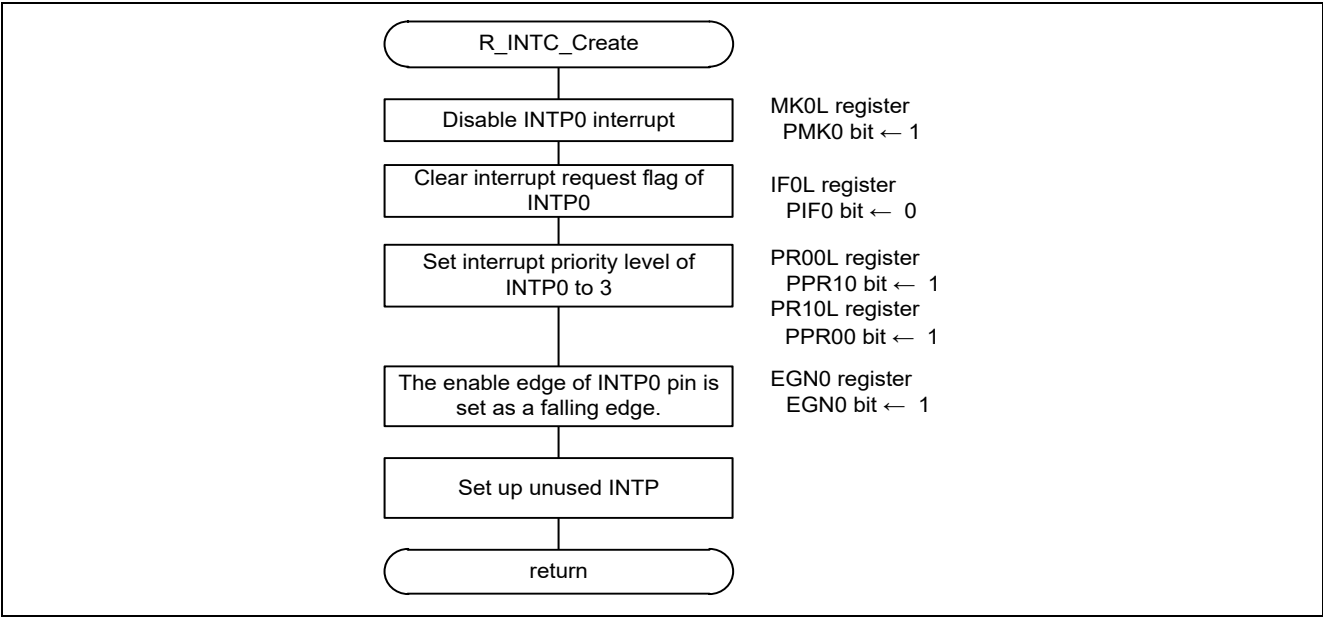 R_INTC_Create
Disable INTP0 interrupt
MK0L register
PMK0 bit ← 1
Clear interrupt request flag of
INTP0
IF0L register
PIF0 bit ← 0
Set interrupt priority level of
INTP0 to 3
PR00L register
PPR10 bit ← 1
PR10L register
PPR00 bit ← 1
The enable edge of INTP0 pin is
set as a falling edge.
EGN0 register
EGN0 bit ← 1
Set up unused INTP
return